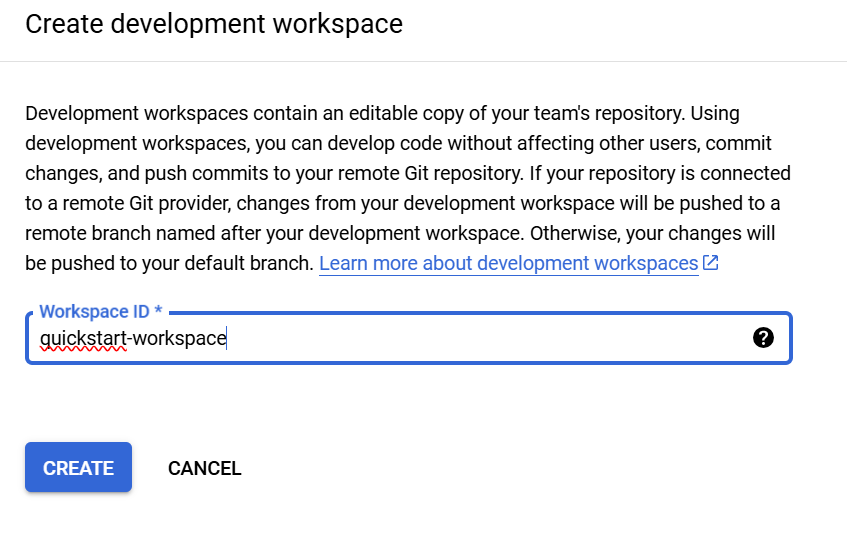 Create development workspace
Development workspaces contain an editable copy of your team's repository. Using
development workspaces, you can develop code without affecting other users, commit
changes, and push commits to your remote Git repository. If your repository is connected
to a remote Git provider, changes from your development workspace will be pushed to a
remote branch named after your development workspace. Otherwise, your changes will
be pushed to your default branch. Learn more about development workspaces
Workspace ID *
quickstart-workspace
CREATE CANCEL